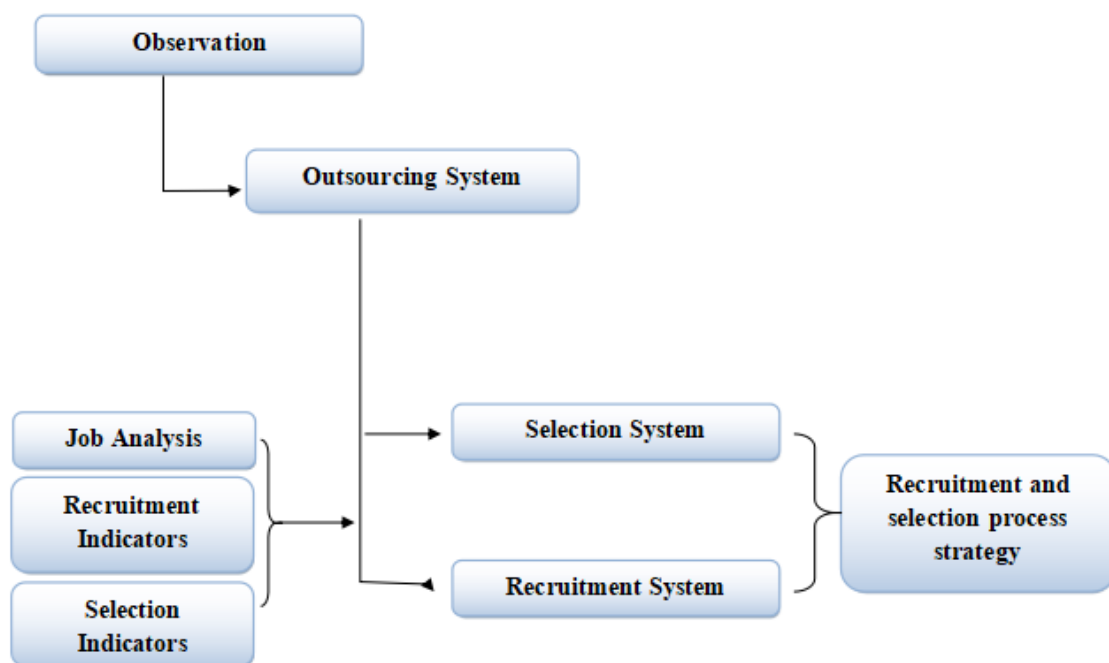 Observation
Outsourcing System
Job Analysis
Recruitment
Indicators
Selection
Indicators
Selection System
Recruitment System
Recruitment and
selection process
strategy